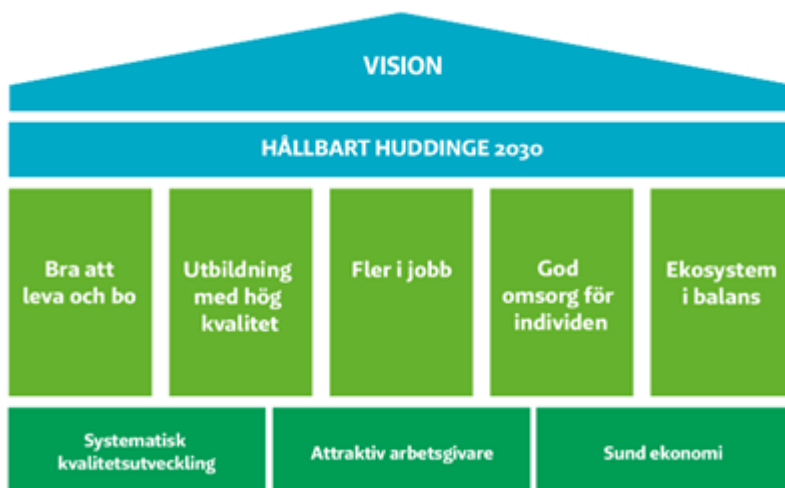 VISION
HÅLLBART HUDDINGE 2030
Bra att
leva och bo
Utbildning
med hög
kvalitet
Fler i jobb
God
omsorg för
individen
Ekosystem
i balans
Systematisk
kvalitetsutveckling
Attraktiv arbetsgivare
Sund ekonomi